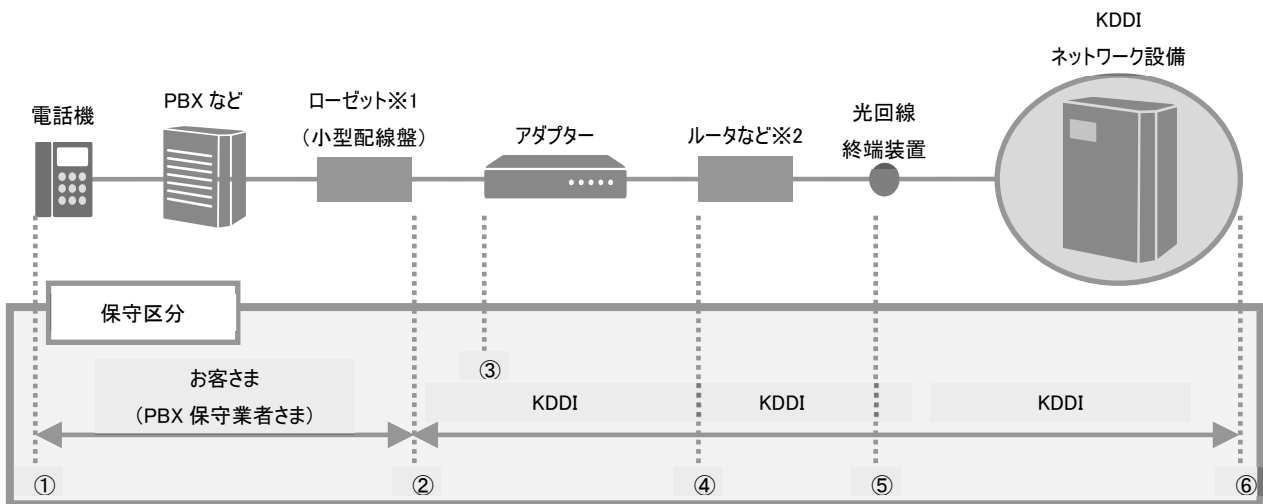 KDDI
ネットワーク設備
電話機
PBX など
ローゼット※1
（小型配線盤）
アダプター
ルータなど※2
光回線
終端装置
保守区分
③
お客さま
（PBX 保守業者さま）
KDDI
KDDI
KDDI
①
②
④
⑤
⑥